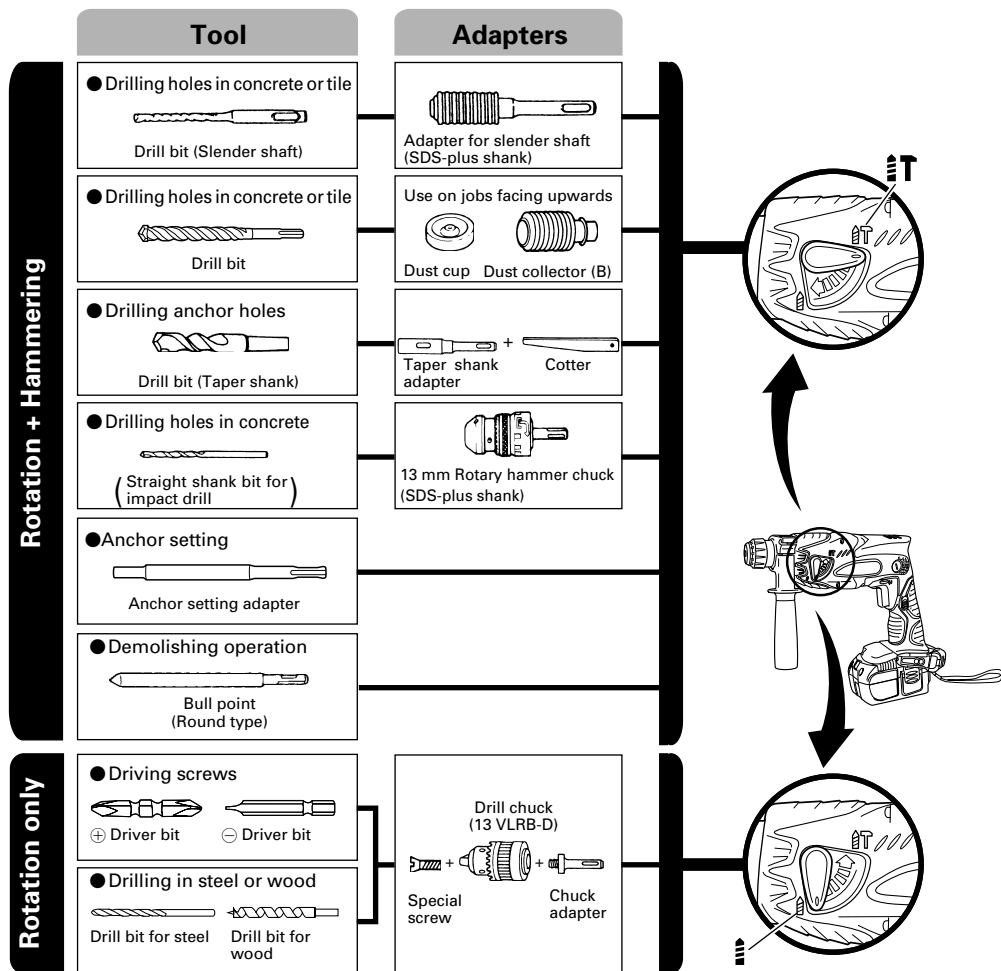 Tool
Adapters
Rotation + Hammering
● Drilling holes in concrete or tile
Drill bit (Slender shaft)
Adapter for slender shaft
(SDS-plus shank)
● Drilling holes in concrete or tile
Drill bit
Use on jobs facing upwards
Dust cup
Dust collector (B)
● Drilling anchor holes
Drill bit (Taper shank)
+
Taper shank
adapter
Cotter
● Drilling holes in concrete
(Straight shank bit for
impact drill)
13 mm Rotary hammer chuck
(SDS-plus shank)
● Anchor setting
Anchor setting adapter
● Demolishing operation
Bull point
(Round type)
Rotation only
● Driving screws
⊕ Driver bit
⊖ Driver bit
● Drilling in steel or wood
Drill bit for steel
Drill bit for
wood
Drill chuck
(13 VLRB-D)
+ +
Special
screw
Chuck
adapter